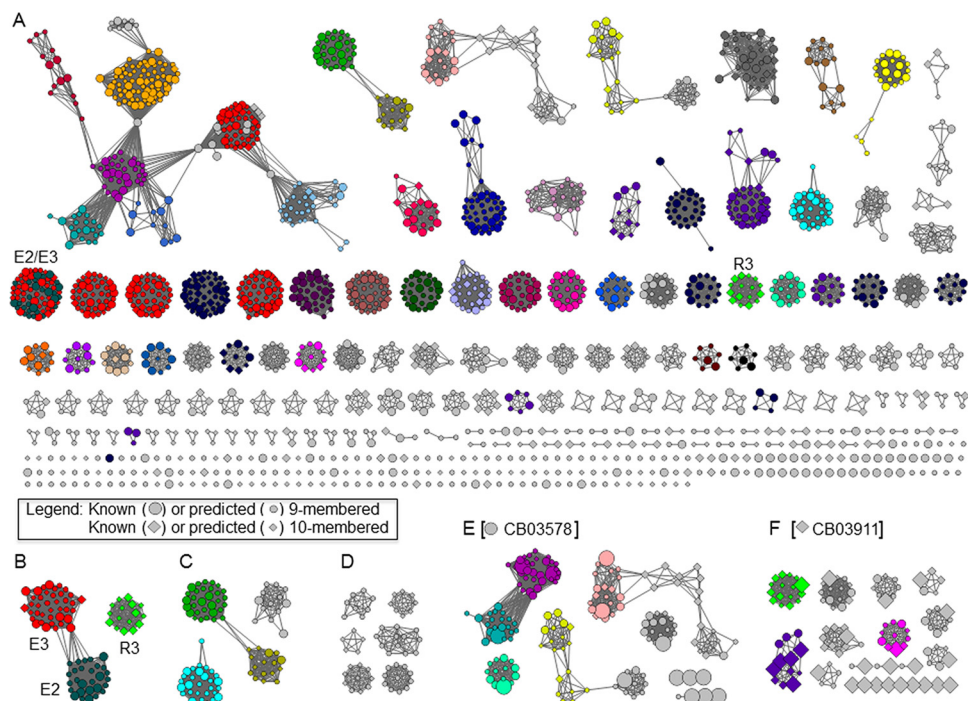 A
E2/E3
R3
Legend: Known ( ) or predicted ( ) 9-membered
Known ( ) or predicted ( ) 10-membered
B
E3
R3
E2
C
D
E [ CB03578]
F [ CB03911]